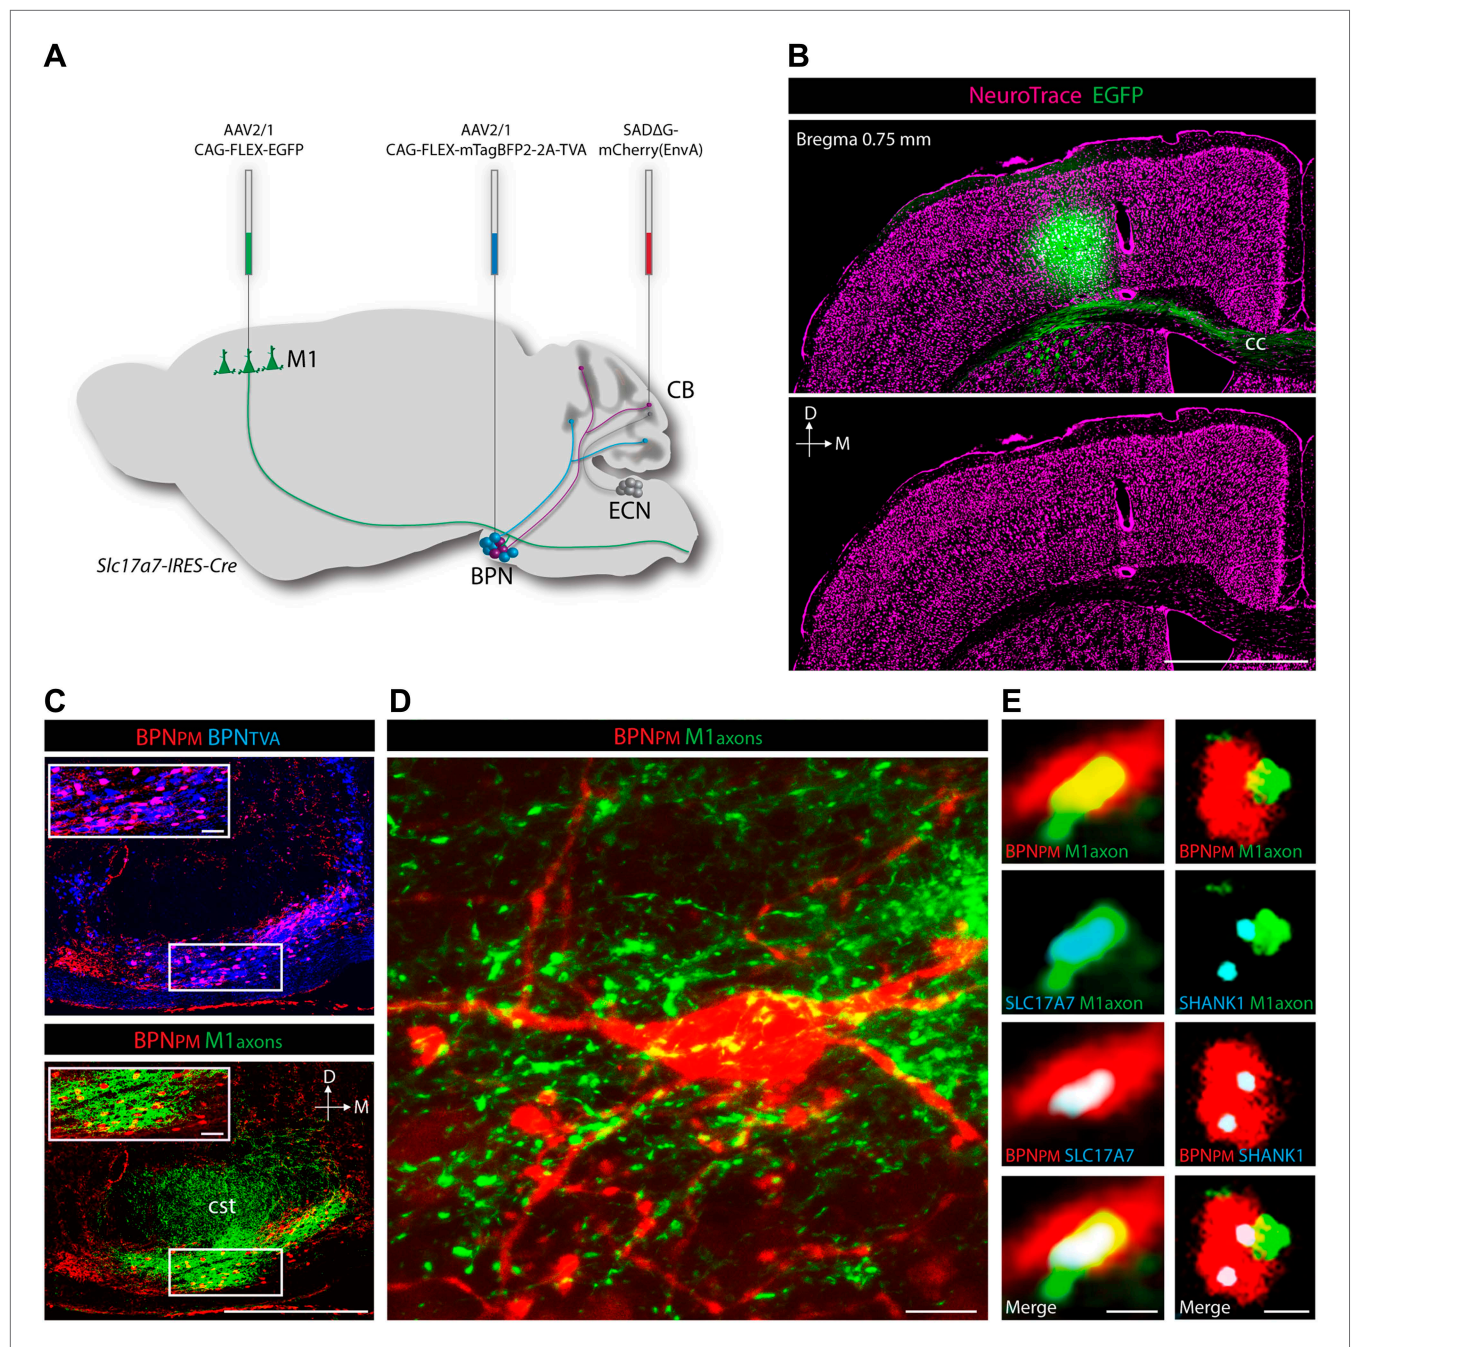 A
AAV2/1
CAG-FLEX-EGFP
AAV2/1
CAG-FLEX-mTagBFP2-2A-TVA
SADΔG-
mCherry(EnvA)
M1
CB
ECN
BPN
Slc17a7-IRES-Cre
B
NeuroTrace EGFP
Bregma 0.75 mm
cc
D
M
C
BPNPM BPNTVA
BPNPM M1axons
D
M
cst
D
BPNPM M1axons
E
BPNPM M1axon
BPNPM M1axon
SLC17A7 M1axon
SHANK1 M1axon
BPNPM SLC17A7
BPNPM SHANK1
Merge
Merge